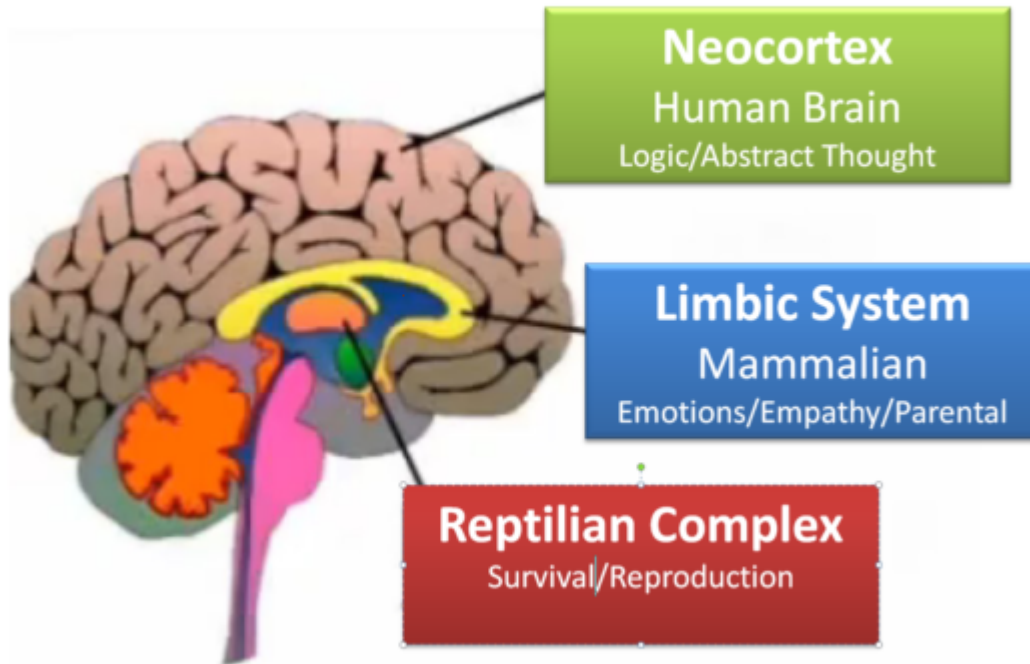 Neocortex
Human Brain
Logic/Abstract Thought
Limbic System
Mammalian
Emotions/Empathy/Parental
Reptilian Complex
Survival/Reproduction